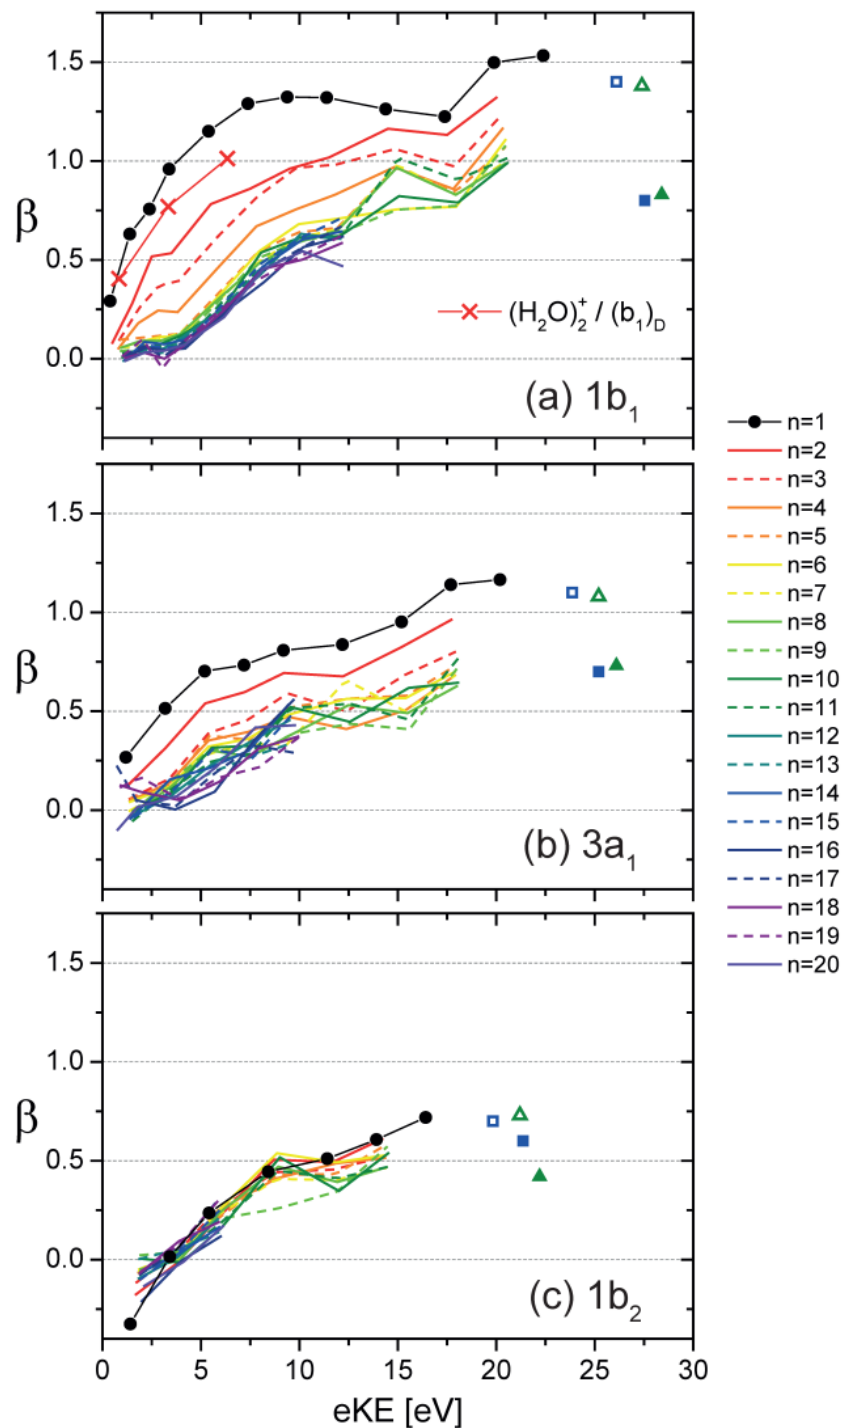 1.5
1.0
β
0.5
(H₂O)₂⁺ / (b₁)_D
0.0
(a) 1b₁
n=1
n=2
n=3
n=4
n=5
n=6
n=7
n=8
n=9
n=10
n=11
n=12
n=13
n=14
n=15
n=16
n=17
n=18
n=19
n=20
1.5
1.0
β
0.5
0.0
(b) 3a₁
1.5
1.0
β
0.5
0.0
(c) 1b₂
0 5 10 15 20 25 30
eKE [eV]